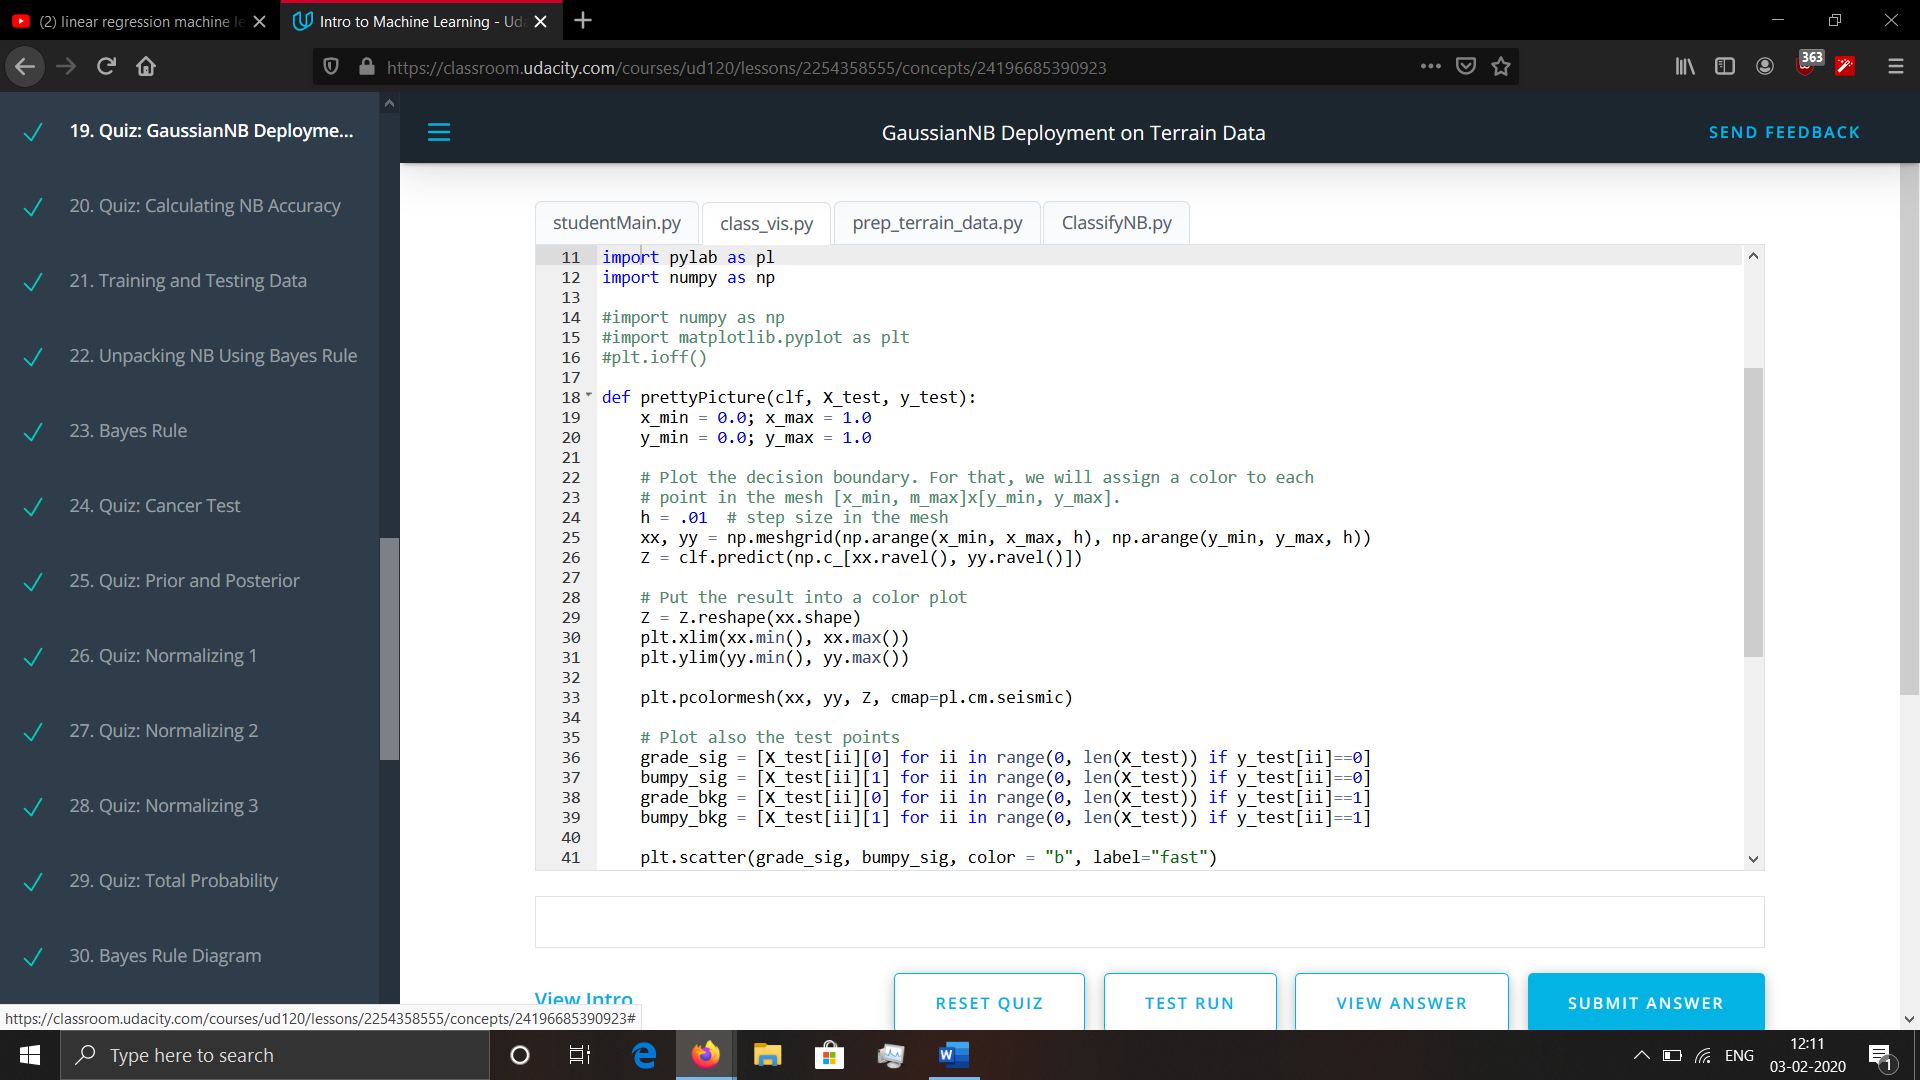 (2) linear regression machine le
Intro to Machine Learning - Uda
https://classroom.udacity.com/courses/ud120/lessons/2254358555/concepts/24196685390923
363
19. Quiz: GaussianNB Deployme...
20. Quiz: Calculating NB Accuracy
21. Training and Testing Data
22. Unpacking NB Using Bayes Rule
23. Bayes Rule
24. Quiz: Cancer Test
25. Quiz: Prior and Posterior
26. Quiz: Normalizing 1
27. Quiz: Normalizing 2
28. Quiz: Normalizing 3
29. Quiz: Total Probability
30. Bayes Rule Diagram
GaussianNB Deployment on Terrain Data
SEND FEEDBACK
studentMain.py
class_vis.py
prep_terrain_data.py
ClassifyNB.py
11 import pylab as pl
12 import numpy as np
13
14 #import numpy as np
15 #import matplotlib.pyplot as plt
16 #plt.ioff()
17
18 def prettyPicture(clf, X_test, y_test):
19     x_min = 0.0; x_max = 1.0
20     y_min = 0.0; y_max = 1.0
21
22     # Plot the decision boundary. For that, we will assign a color to each
23     # point in the mesh [x_min, m_max]x[y_min, y_max].
24     h = .01  # step size in the mesh
25     xx, yy = np.meshgrid(np.arange(x_min, x_max, h), np.arange(y_min, y_max, h))
26     Z = clf.predict(np.c_[xx.ravel(), yy.ravel()])
27
28     # Put the result into a color plot
29     Z = Z.reshape(xx.shape)
30     plt.xlim(xx.min(), xx.max())
31     plt.ylim(yy.min(), yy.max())
32
33     plt.pcolormesh(xx, yy, Z, cmap=pl.cm.seismic)
34
35     # Plot also the test points
36     grade_sig = [X_test[ii][0] for ii in range(0, len(X_test)) if y_test[ii]==0]
37     bumpy_sig = [X_test[ii][1] for ii in range(0, len(X_test)) if y_test[ii]==0]
38     grade_bkg = [X_test[ii][0] for ii in range(0, len(X_test)) if y_test[ii]==1]
39     bumpy_bkg = [X_test[ii][1] for ii in range(0, len(X_test)) if y_test[ii]==1]
40
41     plt.scatter(grade_sig, bumpy_sig, color = "b", label="fast")
View Intro
RESET QUIZ
TEST RUN
VIEW ANSWER
SUBMIT ANSWER
https://classroom.udacity.com/courses/ud120/lessons/2254358555/concepts/24196685390923#
Type here to search
ENG
12:11
03-02-2020
1